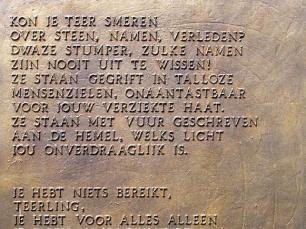 KON JE TEER SMEREN
OVER STEEN, NAMEN, VERLEDEN?
DWAZE STUMPER, ZULKE NAMEN
ZIJN NOOIT UIT TE WISSEN!
ZE STAAN GEGRIFT IN TALLOZE
MENSENZIELEN, ONAANTASTBAAR
VOOR JOUW VERZIEKTE HAAT.
ZE STAAN MET VUUR GESCHREVEN
AAN DE HEMEL, WELKS LICHT
JOU ONVERDRAAGLIJK IS.
JE HEBT NIETS BEREIKT,
TEERLING,
JE HEBT VOOR ALLES ALLEEN